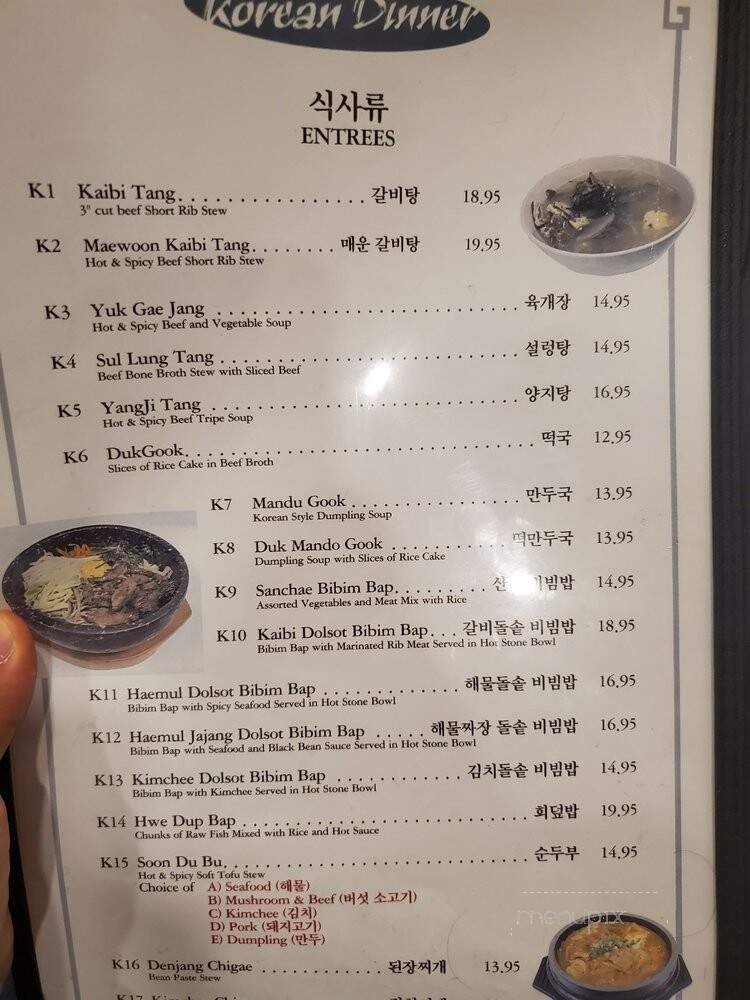 Korean Dinner
식사류
ENTREES
K1 Kaibi Tang........................ 갈비탕 18.95
3" cut beef Short Rib Stew
K2 Maewoon Kaibi Tang........ 매운 갈비탕 19.95
Hot & Spicy Beef Short Rib Stew
K3 Yuk Gae Jang ............................ 육개장 14.95
Hot & Spicy Beef and Vegetable Soup
K4 Sul Lung Tang ............................ 설렁탕 14.95
Beef Bone Broth Stew with Sliced Beef
K5 YangJi Tang ............................ 양지탕 16.95
Hot & Spicy Beef Tripe Soup
K6 DukGook................................ 떡국 12.95
Slices of Rice Cake in Beef Broth
K7 Mandu Gook ................ 만두국 13.95
Korean Style Dumpling Soup
K8 Duk Mando Gook ............ 떡만두국 13.95
Dumpling Soup with Slices of Rice Cake
K9 Sanchae Bibim Bap.......... 비빔밥 14.95
Assorted Vegetables and Meat Mix with Rice
K10 Kaibi Dolsot Bibim Bap... 갈비돌솥 비빔밥 18.95
Bibim Bap with Marinated Rib Meat Served in Hot Stone Bowl
K11 Haemul Dolsot Bibim Bap ............. 해물돌솥 비빔밥 16.95
Bibim Bap with Spicy Seafood Served in Hot Stone Bowl
K12 Haemul Jajang Dolsot Bibim Bap ..... 해물짜장 돌솥 비빔밥 16.95
Bibim Bap with Seafood and Black Bean Sauce Served in Hot Stone Bowl
K13 Kimchee Dolsot Bibim Bap ............ 김치돌솥 비빔밥 14.95
Bibim Bap with Kimchee Served in Hot Stone Bowl
K14 Hwe Dup Bap ............................ 회덮밥 19.95
Chunks of Raw Fish Mixed with Rice and Hot Sauce
K15 Soon Du Bu.............................. 순두부 14.95
Hot & Spicy Soft Tofu Stew
Choice of A) Seafood (해물)
B) Mushroom & Beef (버섯 소고기)
C) Kimchee (김치)
D) Pork (돼지고기)
E) Dumpling (만두)
menupix
K16 Denjang Chigae ............ 된장찌개 13.95
Bean Paste Stew
K17 Kimchee